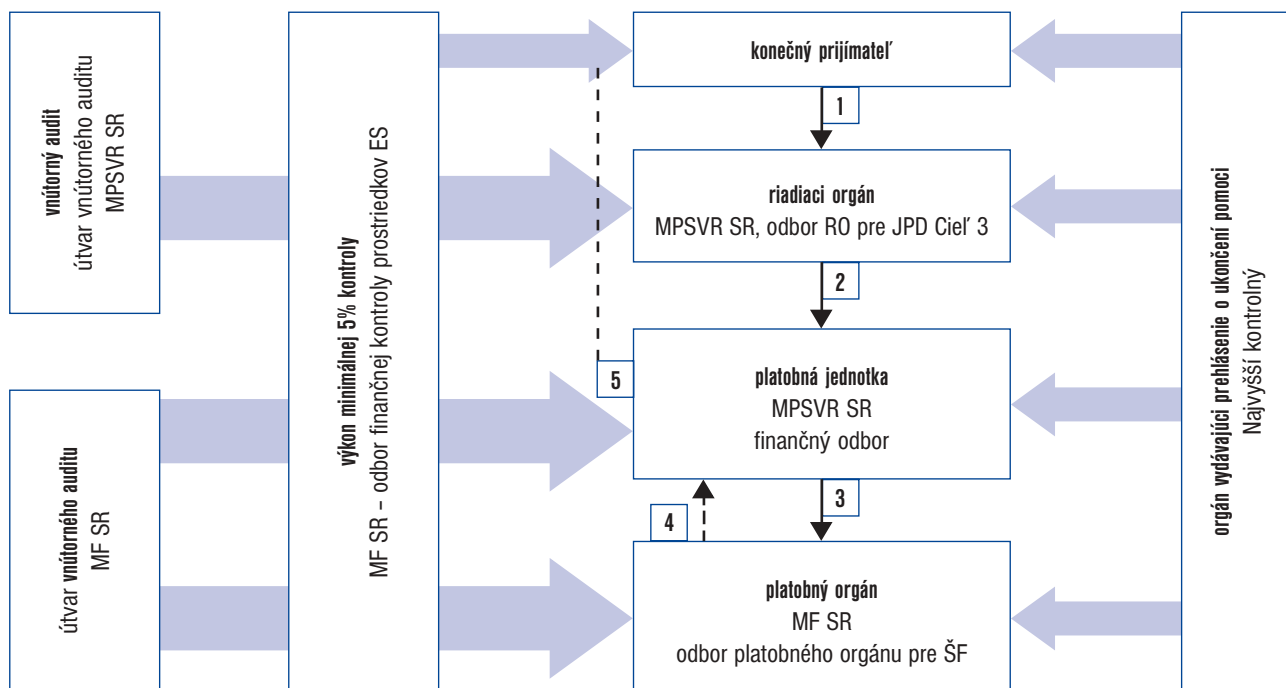 vnútorný audit
útvar vnútorného auditu
MPSVR SR
útvar vnútorného auditu
MF SR
výkon minimálnej 5% kontroly
MF SR – odbor finančnej kontroly prostriedkov ES
konečný prijímateľ
1
riadiaci orgán
MPSVR SR, odbor RO pre JPD Cieľ 3
2
5
platobná jednotka
MPSVR SR
finančný odbor
4
3
platobný orgán
MF SR
odbor platobného orgánu pre ŠF
orgán vydávajúci prehlásenie o ukončení pomoci
Najvyšší kontrolný